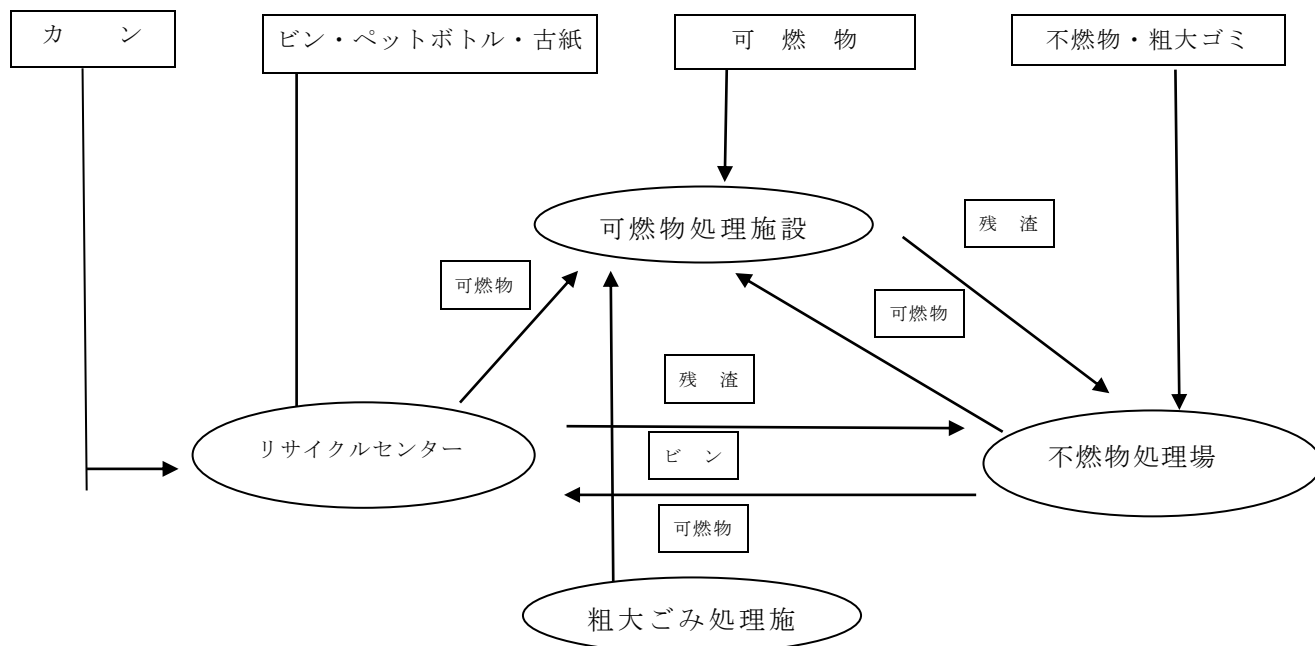 カ　ン
ビン・ペットボトル・古紙
可　燃　物
不燃物・粗大ゴミ
可燃物処理施設
残　渣
可燃物
可燃物
残　渣
リサイクルセンター
ビ　ン
不燃物処理場
可燃物
粗大ごみ処理施